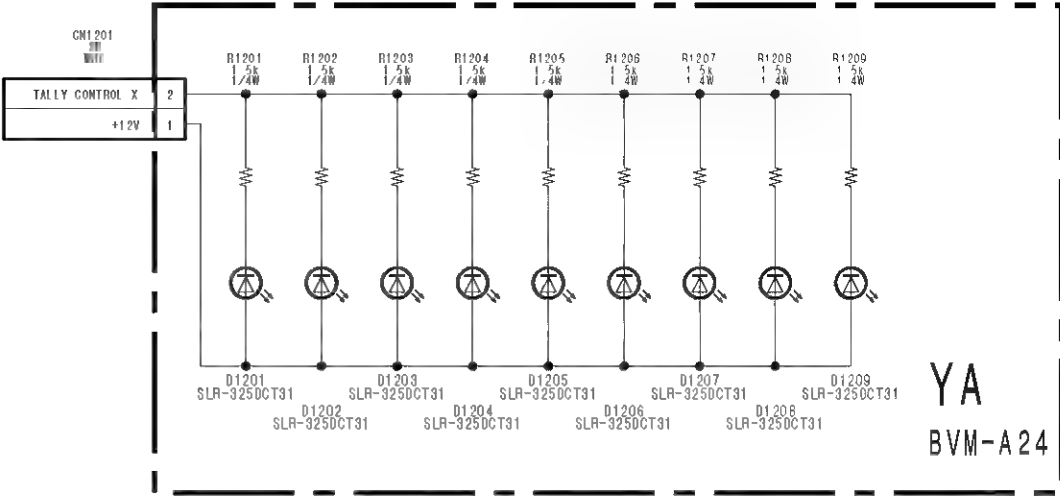 CN1201
R1201
1.5k
1/4W
R1202
1.5k
1/4W
R1203
1.5k
1/4W
R1204
1.5k
1/4W
R1205
1.5k
1/4W
R1206
1.5k
1/4W
R1207
1.5k
1/4W
R1208
1.5k
1/4W
R1209
1.5k
1/4W
TALLY CONTROL X 2
+12V 1
D1201
SLR-325DCT31
D1202
SLR-325DCT31
D1203
SLR-325DCT31
D1204
SLR-325DCT31
D1205
SLR-325DCT31
D1206
SLR-325DCT31
D1207
SLR-325DCT31
D1208
SLR-325DCT31
D1209
SLR-325DCT31
YA
BVM-A24